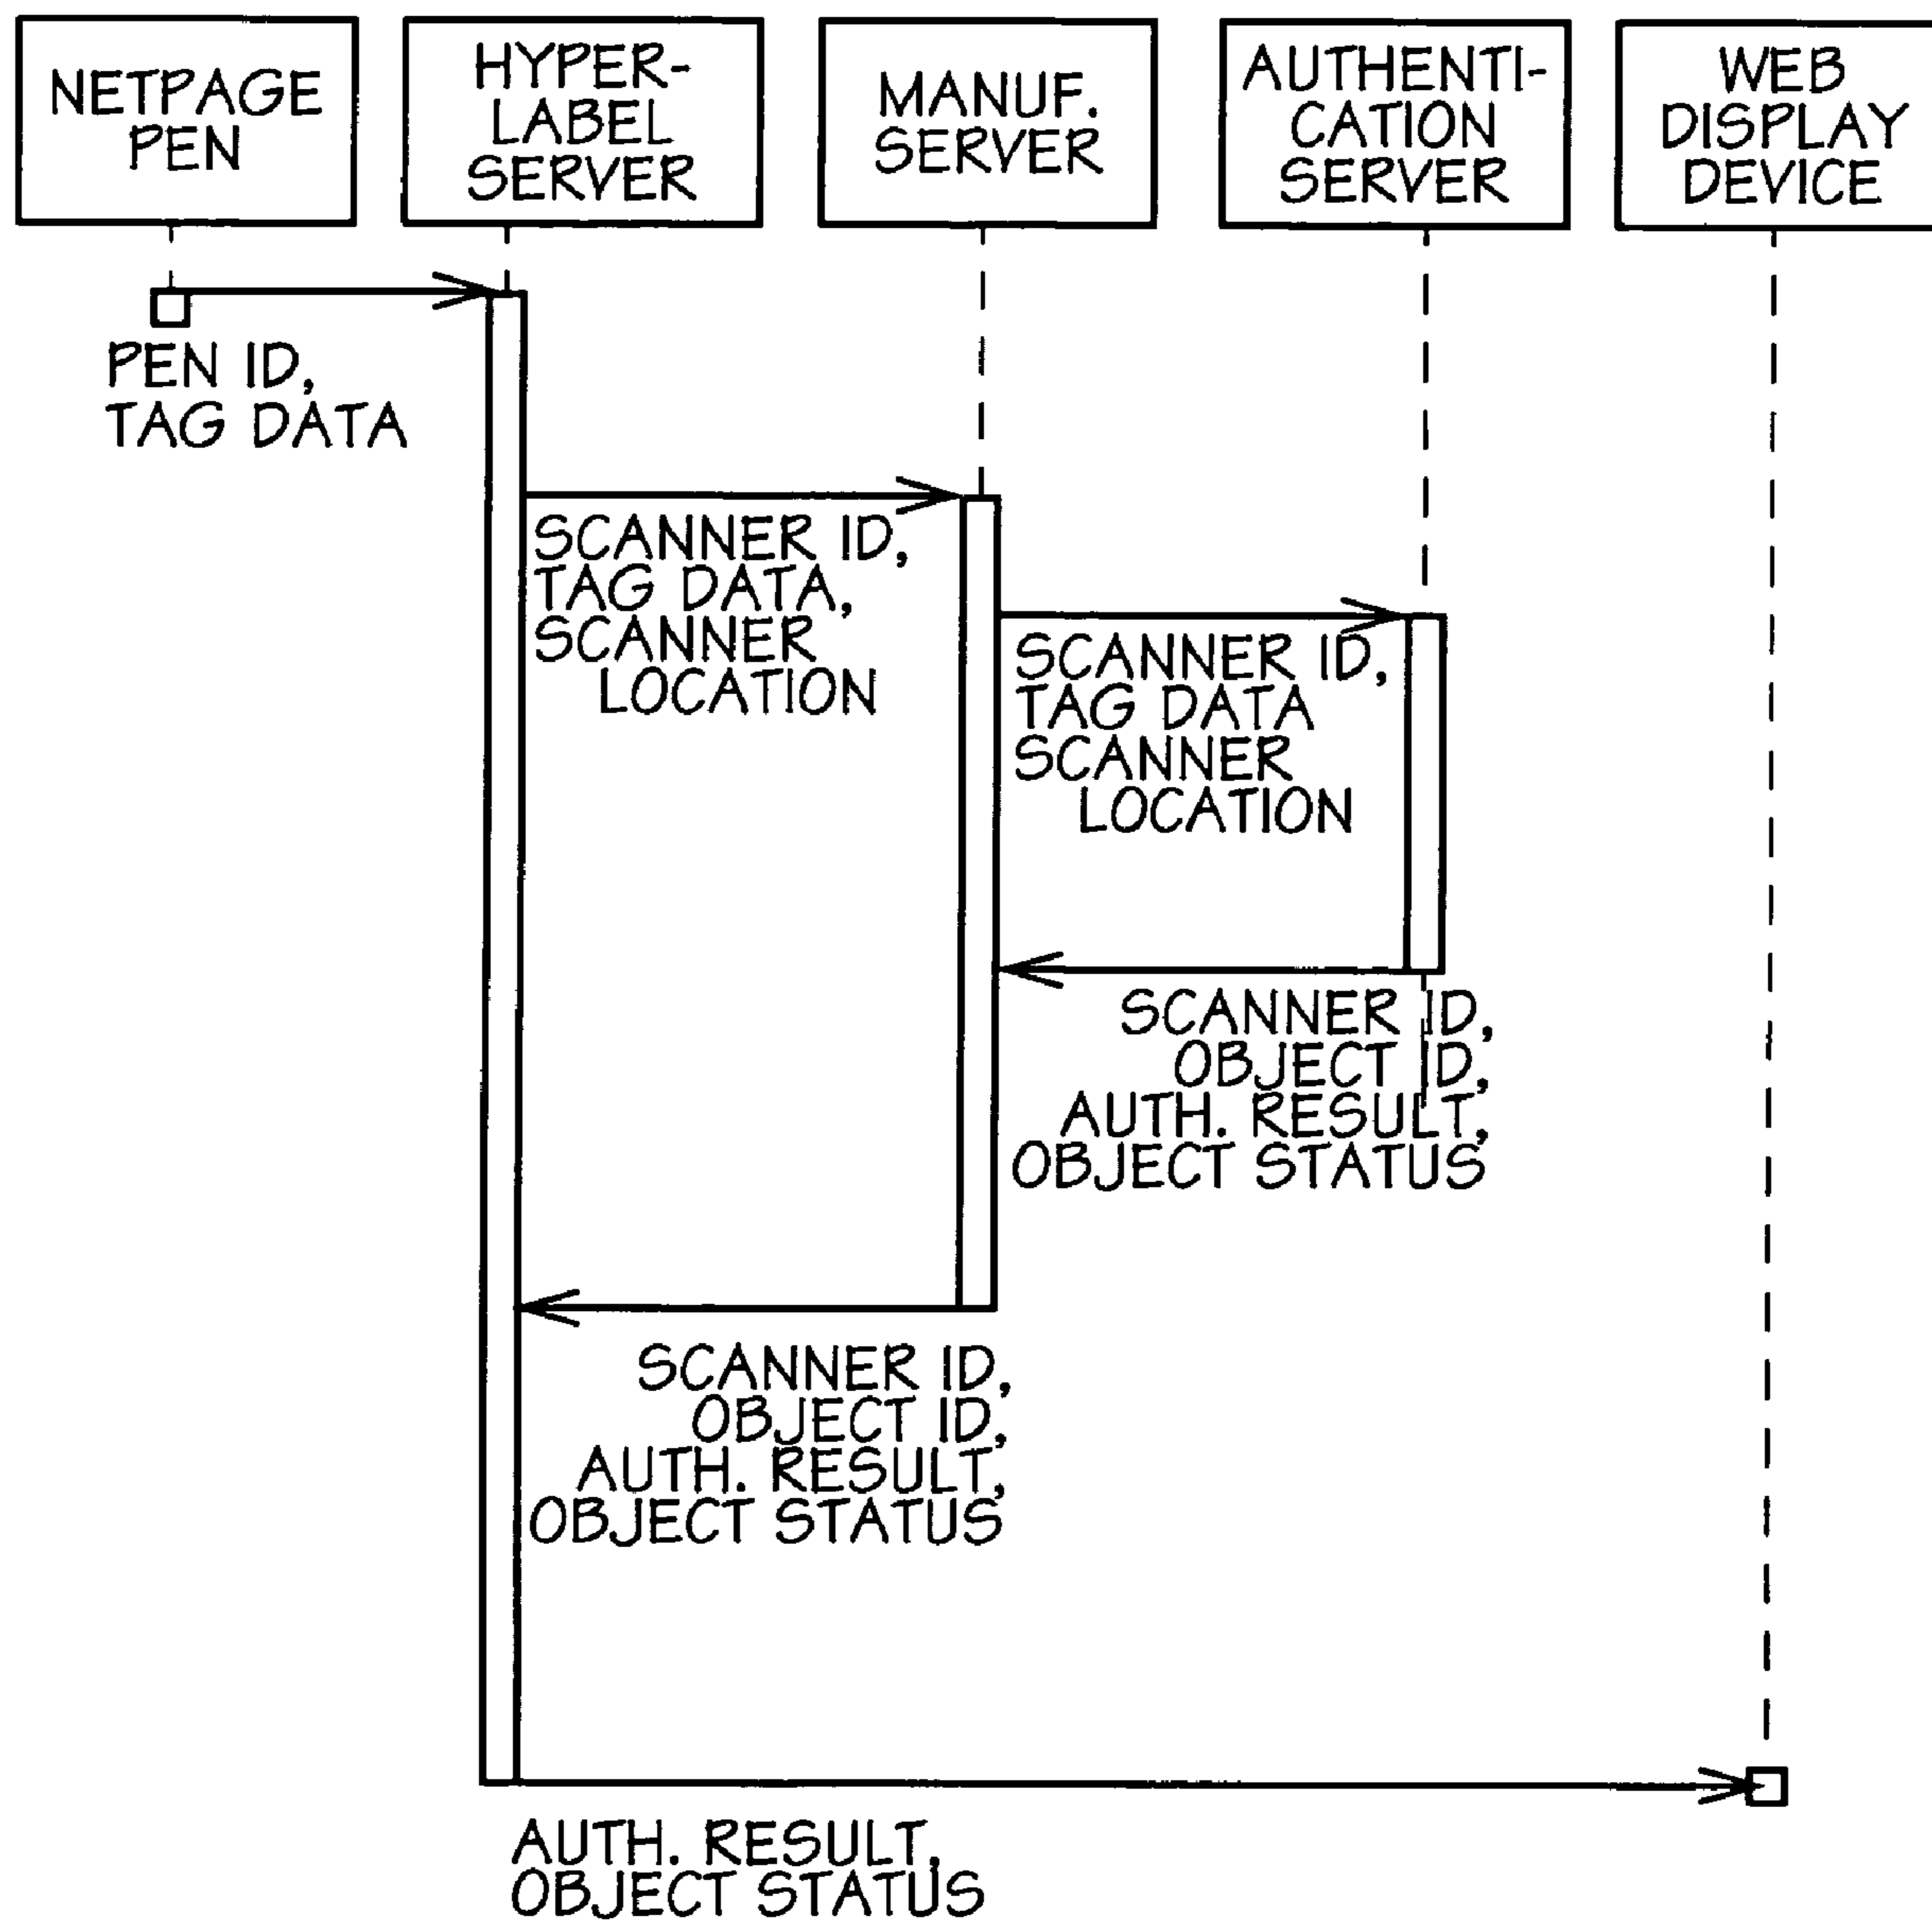 NETPAGE
PEN
HYPER-
LABEL
SERVER
MANUF.
SERVER
AUTHENTI-
CATION
SERVER
WEB
DISPLAY
DEVICE
PEN ID,
TAG DATA
SCANNER ID,
TAG DATA,
SCANNER
LOCATION
SCANNER ID,
TAG DATA
SCANNER
LOCATION
SCANNER ID,
OBJECT ID,
AUTH. RESULT,
OBJECT STATUS
SCANNER ID,
OBJECT ID,
AUTH. RESULT,
OBJECT STATUS
AUTH. RESULT,
OBJECT STATUS